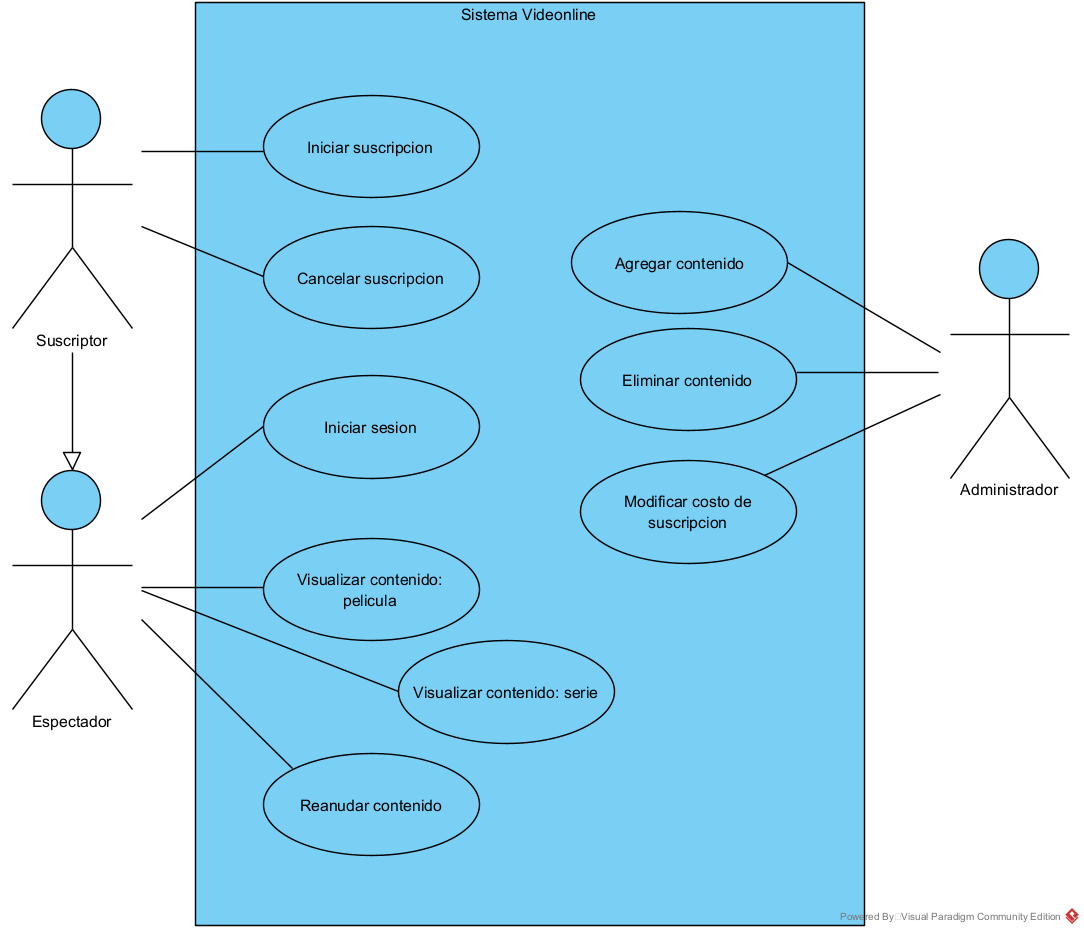 Sistema Videonline
Iniciar suscripcion
Cancelar suscripcion
Suscriptor
Agregar contenido
Eliminar contenido
Modificar costo de
suscripcion
Administrador
Iniciar sesion
Visualizar contenido:
pelicula
Visualizar contenido: serie
Espectador
Reanudar contenido
Powered By Visual Paradigm Community Edition